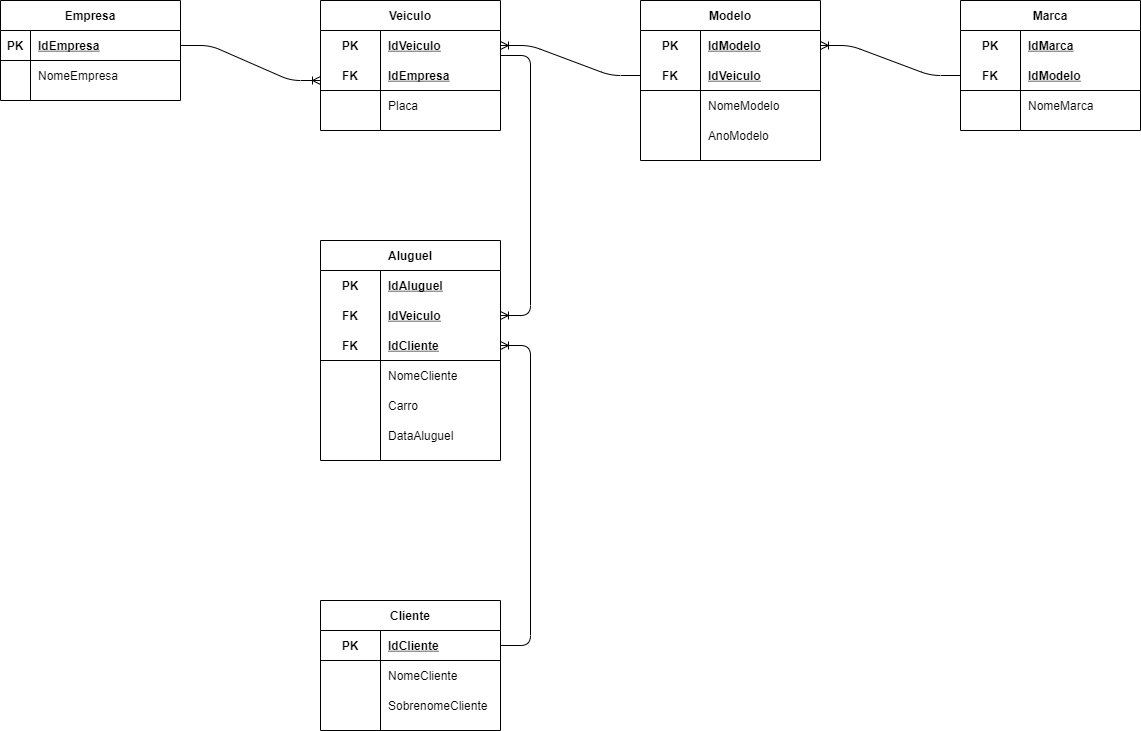 Empresa
PK IdEmpresa
NomeEmpresa
Veiculo
PK IdVeiculo
FK IdEmpresa
Placa
Modelo
PK IdModelo
FK IdVeiculo
NomeModelo
AnoModelo
Marca
PK IdMarca
FK IdModelo
NomeMarca
Aluguel
PK IdAluguel
FK IdVeiculo
FK IdCliente
NomeCliente
Carro
DataAluguel
Cliente
PK IdCliente
NomeCliente
SobrenomeCliente